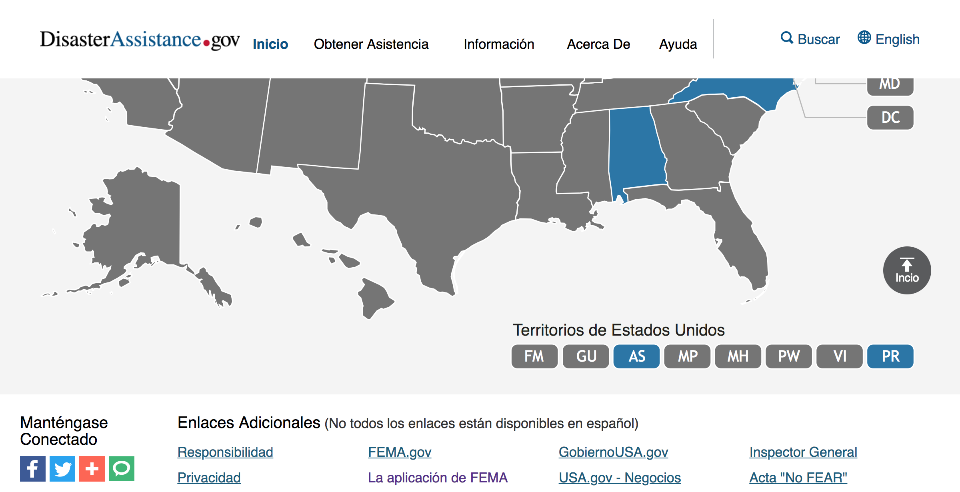 DisasterAssistance.gov Inicio Obtener Asistencia Información Acerca De Ayuda Buscar English
MD
DC
Incio
Territorios de Estados Unidos
FM GU AS MP MH PW VI PR
Manténgase
Conectado
Enlaces Adicionales (No todos los enlaces están disponibles en español)
Responsibilidad FEMA.gov GobiernoUSA.gov Inspector General
Privacidad La aplicación de FEMA USA.gov - Negocios Acta "No FEAR"